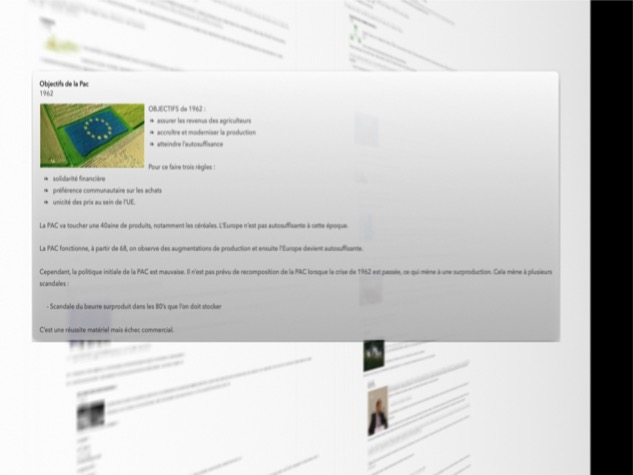 Objectifs de la Pac
1962
OBJECTIFS de 1962 :
❧ assurer les revenus des agriculteurs
❧ accroître et moderniser la production
❧ atteindre l'autosuffisance
Pour ce faire trois règles :
❧ solidarité financière
❧ préférence communautaire sur les achats
❧ unicité des prix au sein de l'UE.
La PAC va toucher une 40aine de produits, notamment les céréales. L'Europe n'est pas autosuffisante à cette époque.
La PAC fonctionne, à partir de 68, on observe des augmentations de production et ensuite l'Europe devient autosuffisante.
Cependant, la politique initiale de la PAC est mauvaise. Il n'est pas prévu de recomposition de la PAC lorsque la crise de 1962 est passée, ce qui mène à une surproduction. Cela mène à plusieurs
scandales :
- Scandale du beurre surproduit dans les 80's que l'on doit stocker
C'est une réussite matériel mais échec commercial.